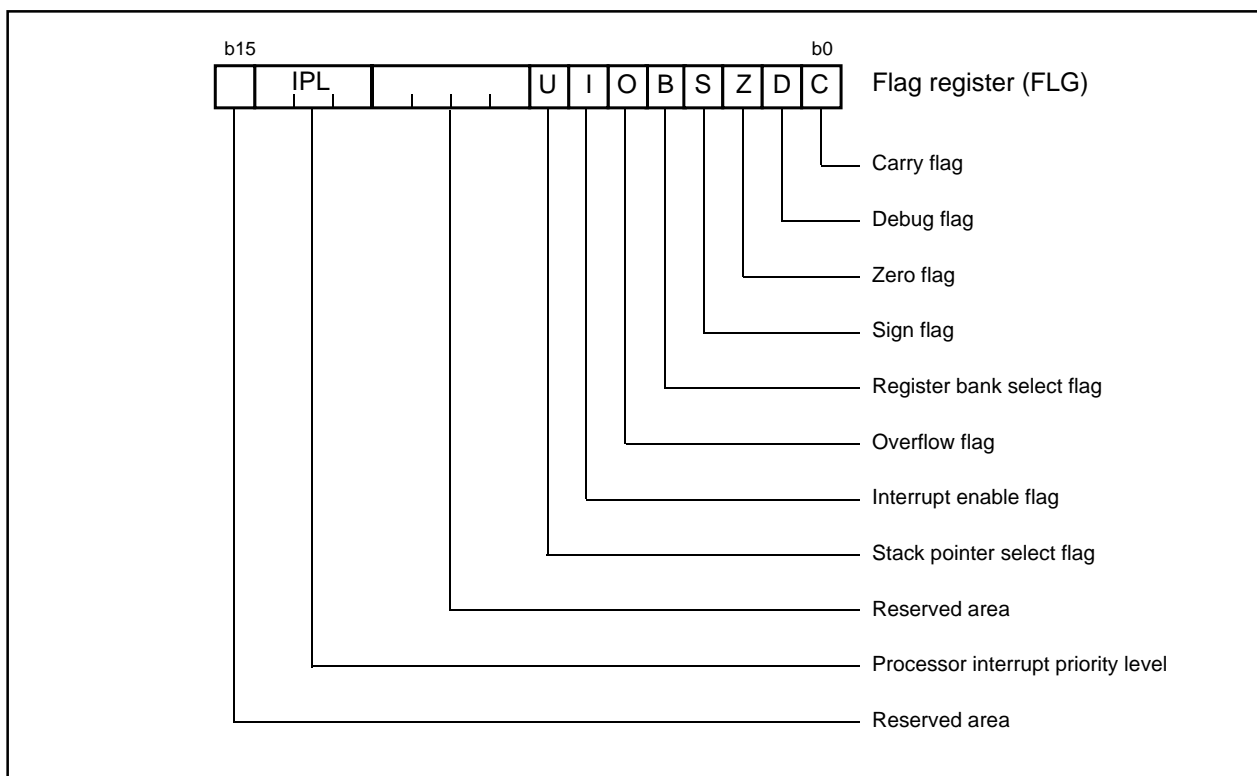 b15 b0
IPL U I O B S Z D C Flag register (FLG)
Carry flag
Debug flag
Zero flag
Sign flag
Register bank select flag
Overflow flag
Interrupt enable flag
Stack pointer select flag
Reserved area
Processor interrupt priority level
Reserved area